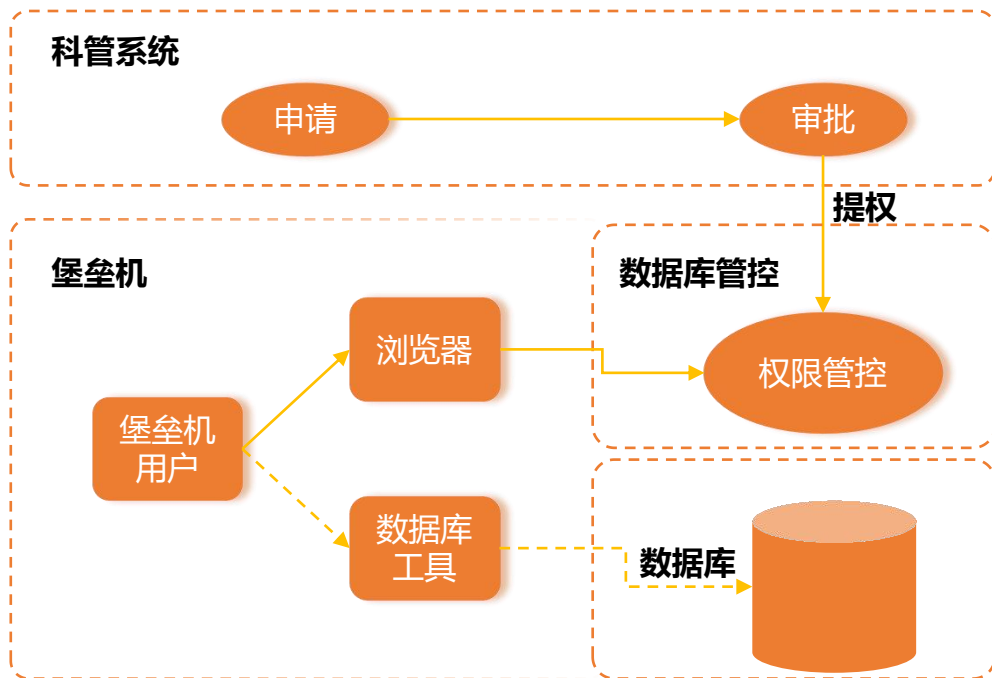 科管系统
申请
审批
提权
堡垒机
数据库管控
浏览器
权限管控
堡垒机
用户
数据库
工具
数据库